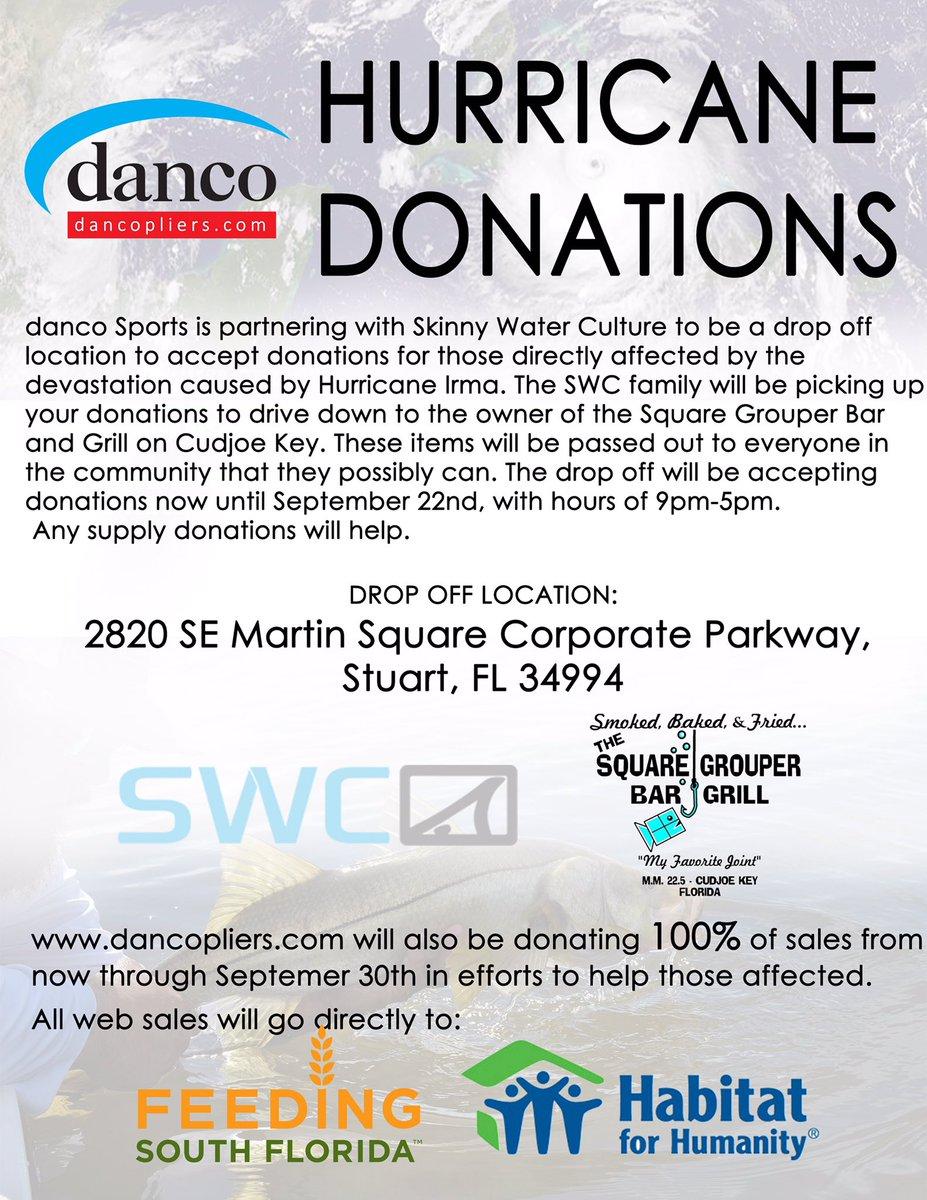 HURRICANE
DONATIONS
danco
dancopliers.com
danco Sports is partnering with Skinny Water Culture to be a drop off
location to accept donations for those directly affected by the
devastation caused by Hurricane Irma. The SWC family will be picking up
your donations to drive down to the owner of the Square Grouper Bar
and Grill on Cudjoe Key. These items will be passed out to everyone in
the community that they possibly can. The drop off will be accepting
donations now until September 22nd, with hours of 9pm-5pm.
Any supply donations will help.
DROP OFF LOCATION:
2820 SE Martin Square Corporate Parkway,
Stuart, FL 34994
SWC
Smoked, Baked, & Fried...
THE
SQUARE GROUPER
BAR GRILL
"My Favorite Joint"
M.M. 22.5 - CUDJOE KEY
FLORIDA
www.dancopliers.com will also be donating 100% of sales from
now through Septemer 30th in efforts to help those affected.
All web sales will go directly to:
FEEDING
SOUTH FLORIDA™
Habitat
for Humanity®